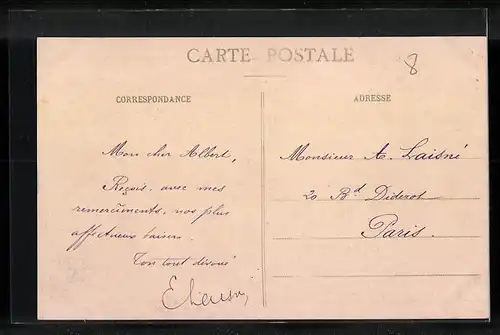 CARTE POSTALE
8
CORRESPONDANCE
ADRESSE
Mon cher Albert,
Reçois, avec mes
remerciments, nos plus
affectueux baisers.
Ton tout dévoué
Monsieur A. Laisné
20 Bd Diderot
Paris.